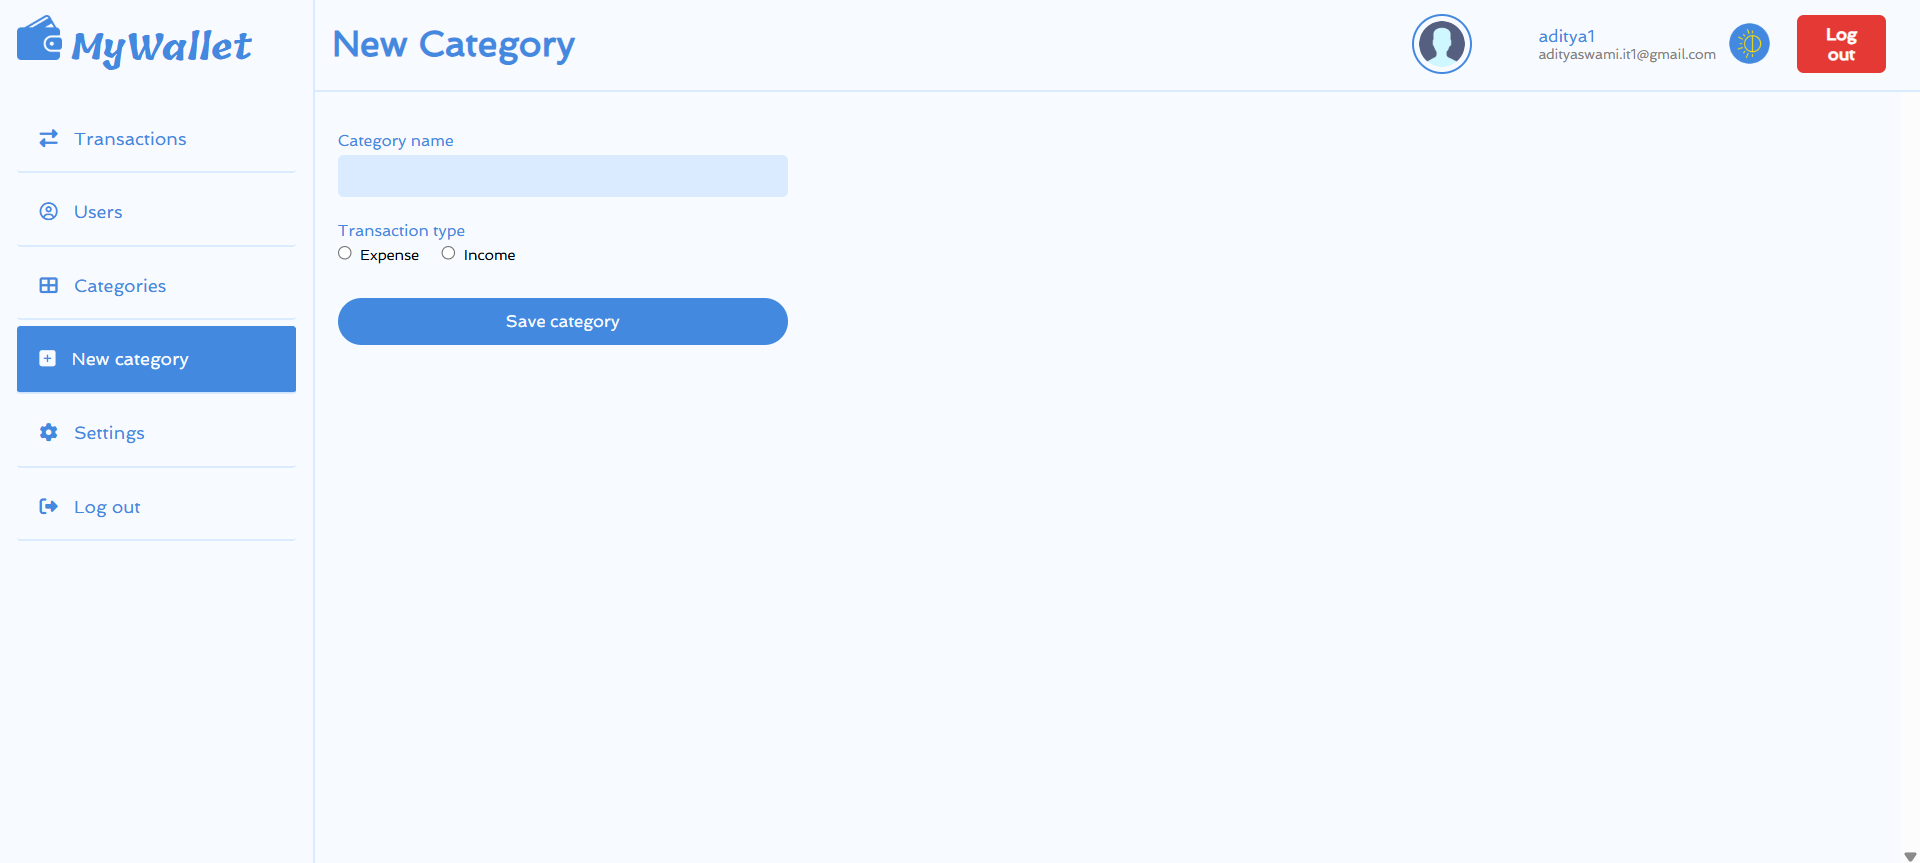 MyWallet
New Category
aditya1
adityaswami.it1@gmail.com
Log
out
Transactions
Users
Categories
New category
Settings
Log out
Category name
Transaction type
Expense Income
Save category